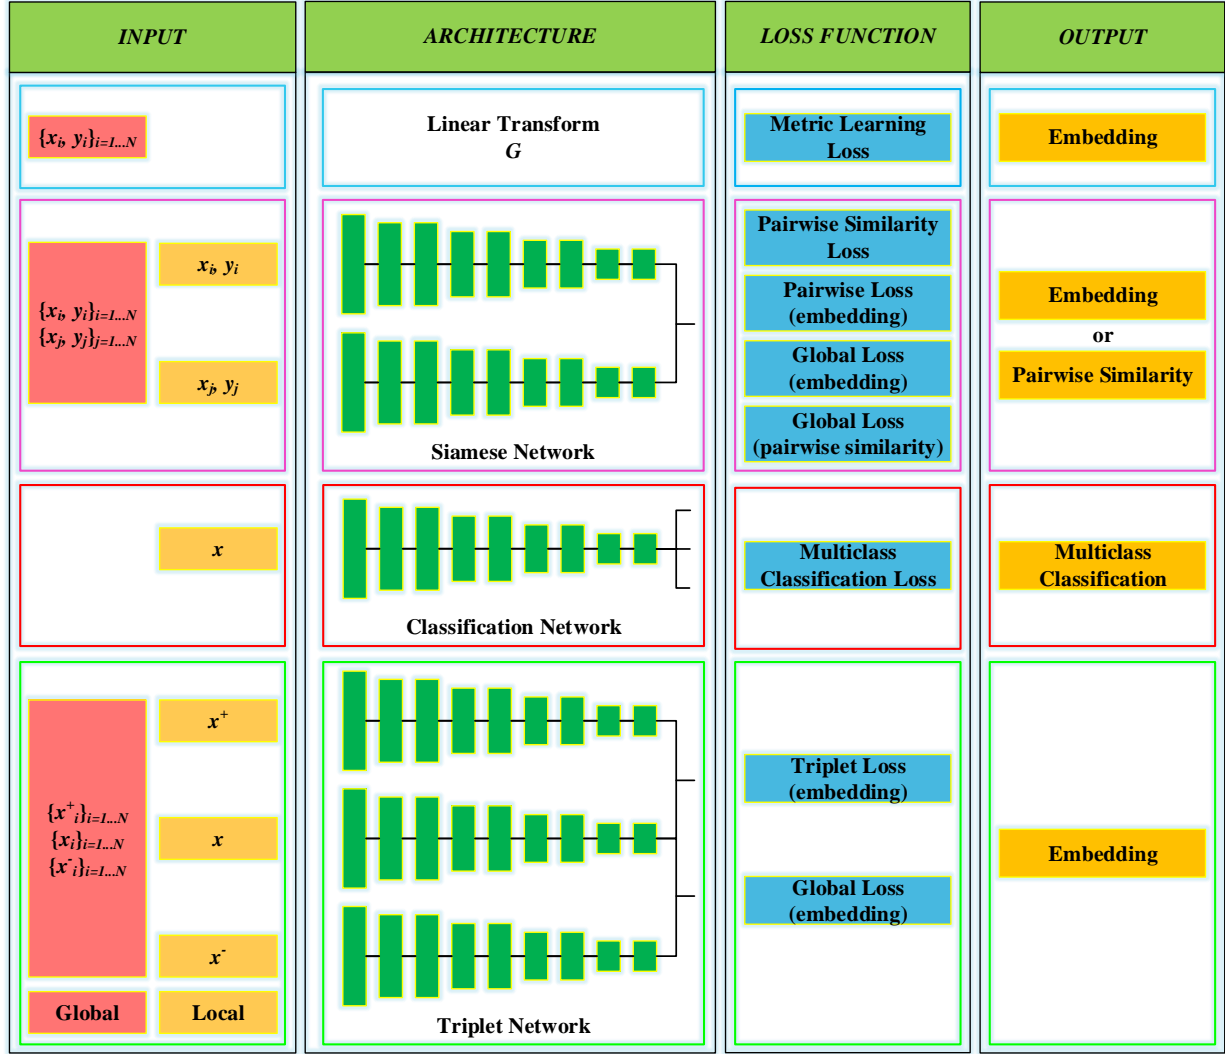 INPUT
ARCHITECTURE
LOSS FUNCTION
OUTPUT
{xᵢ, yᵢ}ᵢ₌₁...N
Linear Transform
G
Metric Learning
Loss
Embedding
{xᵢ, yᵢ}ᵢ₌₁...N
{xⱼ, yⱼ}ⱼ₌₁...N
xᵢ, yᵢ
xⱼ, yⱼ
Siamese Network
Pairwise Similarity
Loss
Pairwise Loss
(embedding)
Global Loss
(embedding)
Global Loss
(pairwise similarity)
Embedding
or
Pairwise Similarity
x
Classification Network
Multiclass
Classification Loss
Multiclass
Classification
{x⁺ᵢ}ᵢ₌₁...N
{xᵢ}ᵢ₌₁...N
{x⁻ᵢ}ᵢ₌₁...N
x⁺
x
x⁻
Global
Local
Triplet Network
Triplet Loss
(embedding)
Global Loss
(embedding)
Embedding